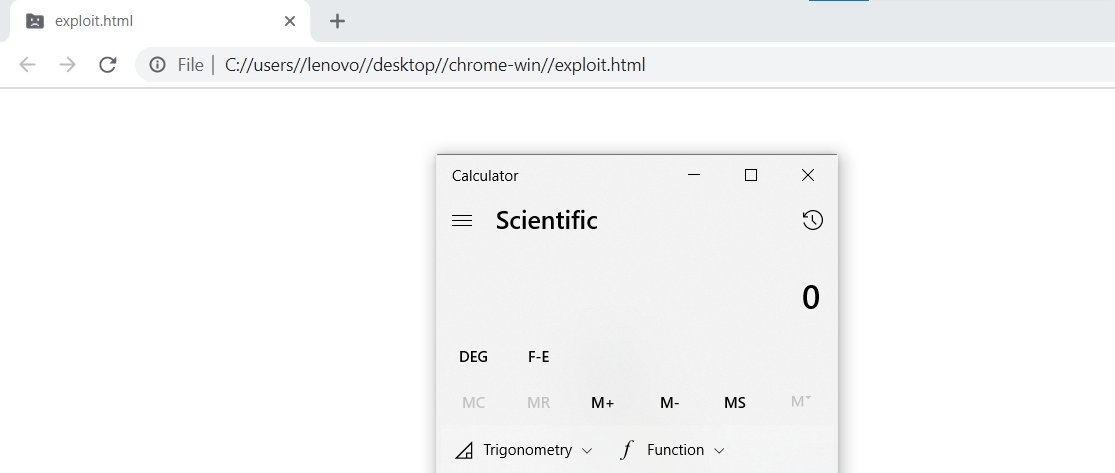 exploit.html
File | C://users//lenovo//desktop//chrome-win//exploit.html
Calculator
Scientific
0
DEG F-E
MC MR M+ M- MS M˅
Trigonometry f Function